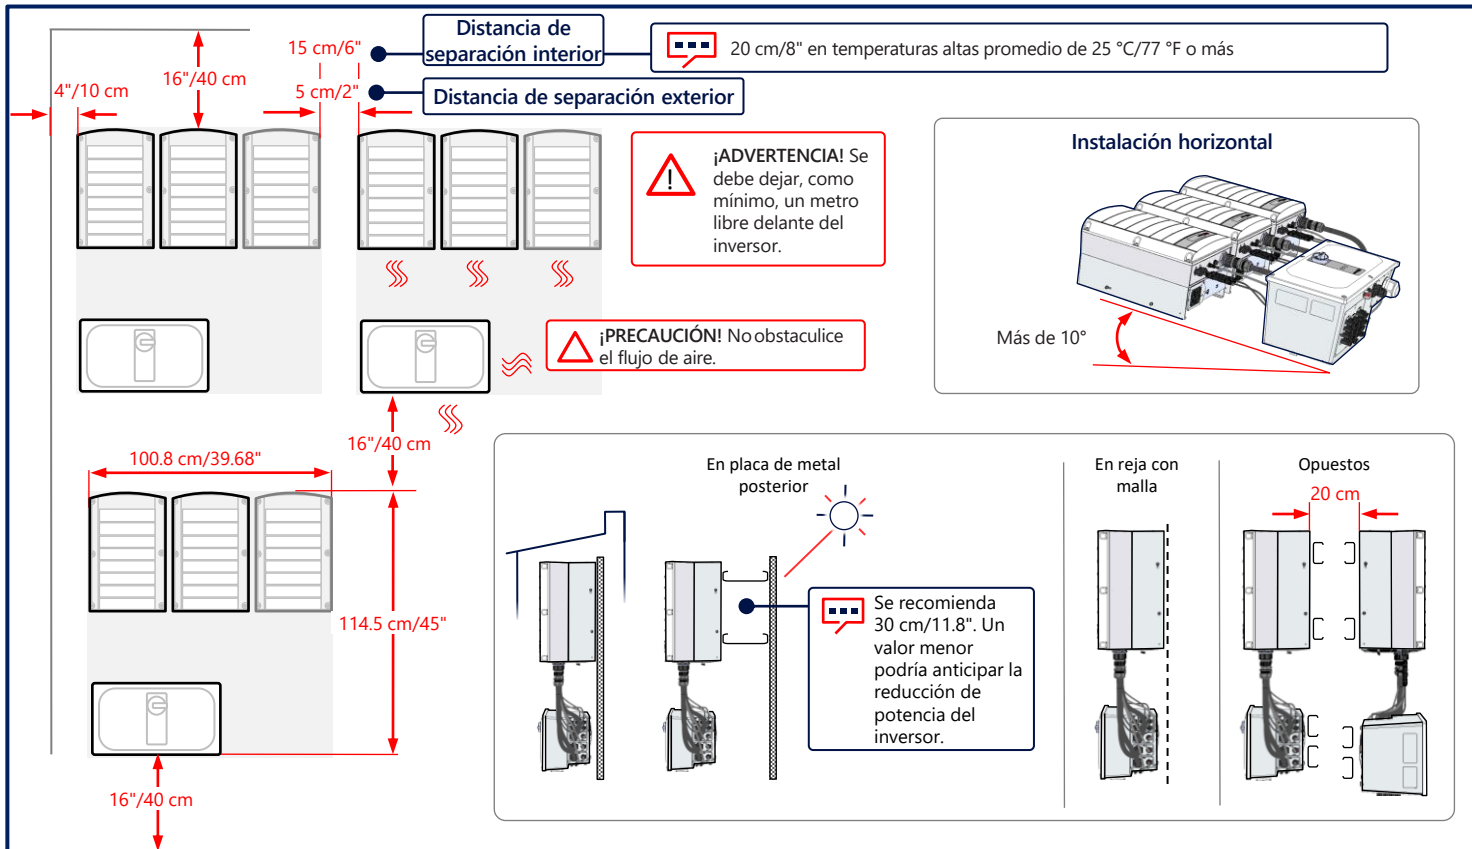 Distancia de
separación interior
15 cm/6"
20 cm/8" en temperaturas altas promedio de 25 °C/77 °F o más
16"/40 cm
4"/10 cm
5 cm/2"
Distancia de separación exterior
¡ADVERTENCIA! Se
debe dejar, como
mínimo, un metro
libre delante del
inversor.
Instalación horizontal
Más de 10°
¡PRECAUCIÓN! No obstaculice
el flujo de aire.
16"/40 cm
100.8 cm/39.68"
114.5 cm/45"
16"/40 cm
En placa de metal
posterior
Se recomienda
30 cm/11.8". Un
valor menor
podría anticipar la
reducción de
potencia del
inversor.
En reja con
malla
Opuestos
20 cm